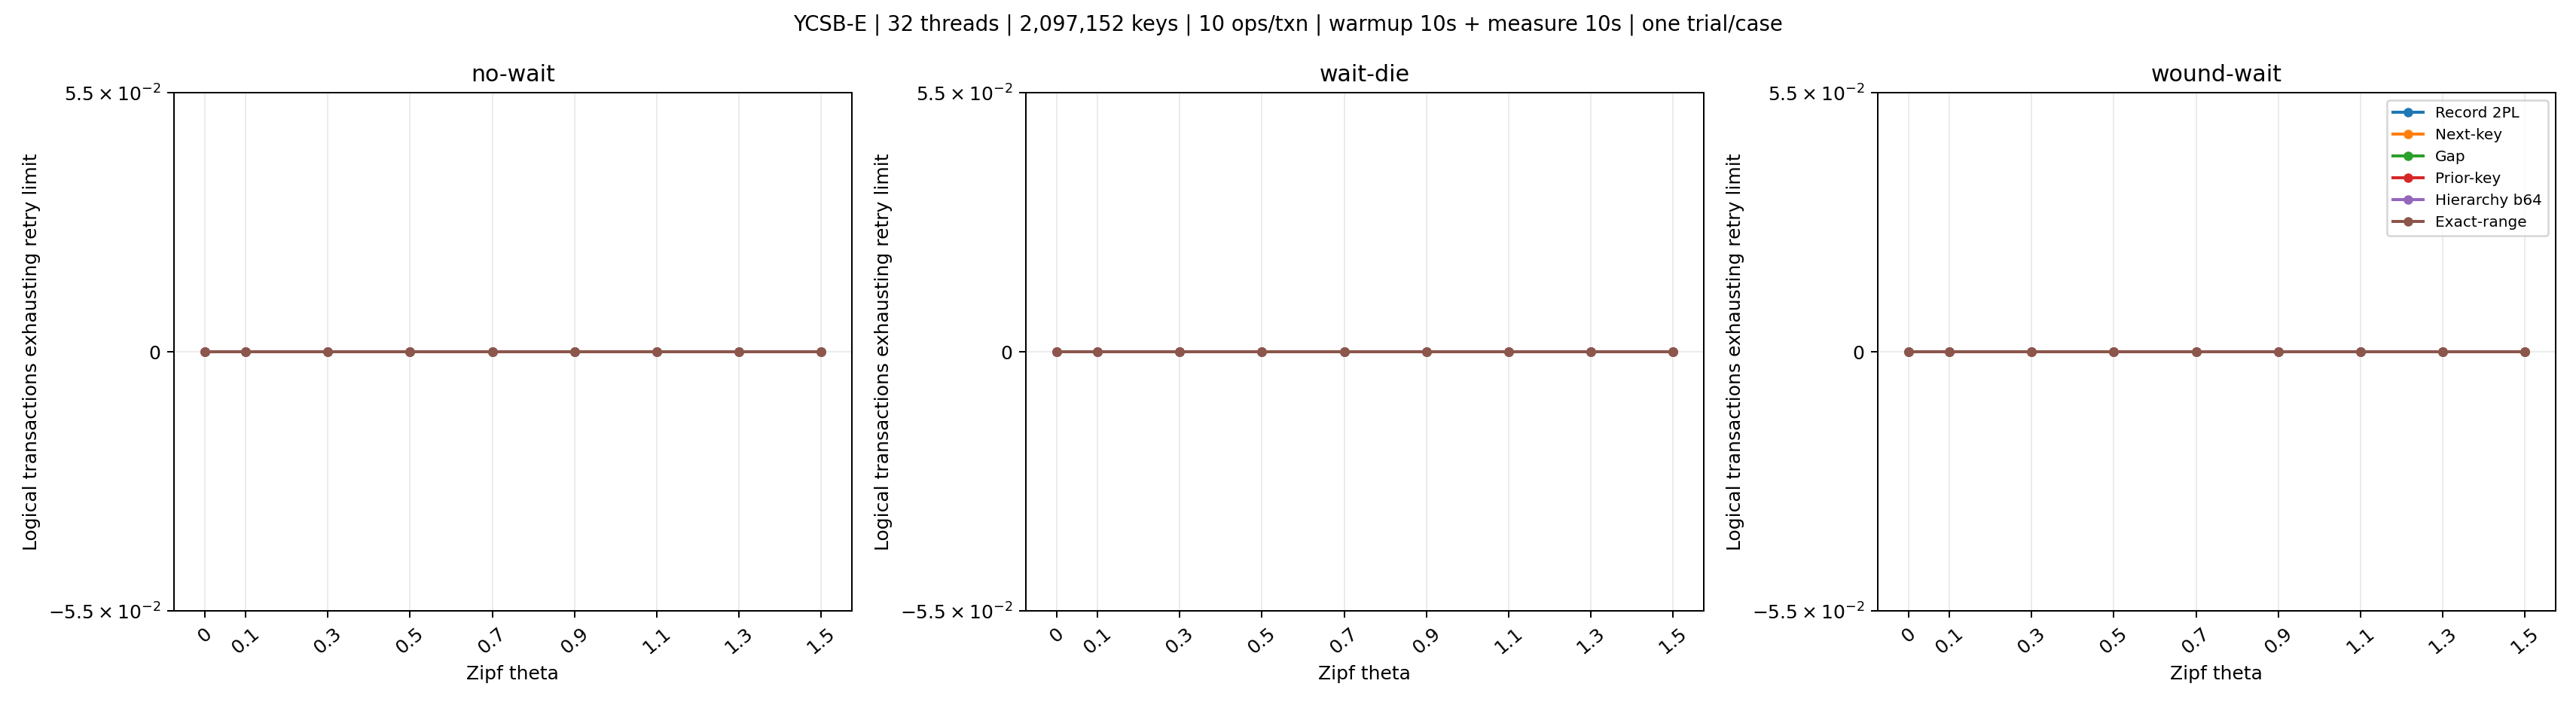 YCSB-E | 32 threads | 2,097,152 keys | 10 ops/txn | warmup 10s + measure 10s | one trial/case
no-wait
5.5 × 10⁻²
0
−5.5 × 10⁻²
Logical transactions exhausting retry limit
0
0.1
0.3
0.5
0.7
0.9
1.1
1.3
1.5
Zipf theta
wait-die
5.5 × 10⁻²
0
−5.5 × 10⁻²
Logical transactions exhausting retry limit
0
0.1
0.3
0.5
0.7
0.9
1.1
1.3
1.5
Zipf theta
wound-wait
5.5 × 10⁻²
0
−5.5 × 10⁻²
Logical transactions exhausting retry limit
Record 2PL
Next-key
Gap
Prior-key
Hierarchy b64
Exact-range
0
0.1
0.3
0.5
0.7
0.9
1.1
1.3
1.5
Zipf theta